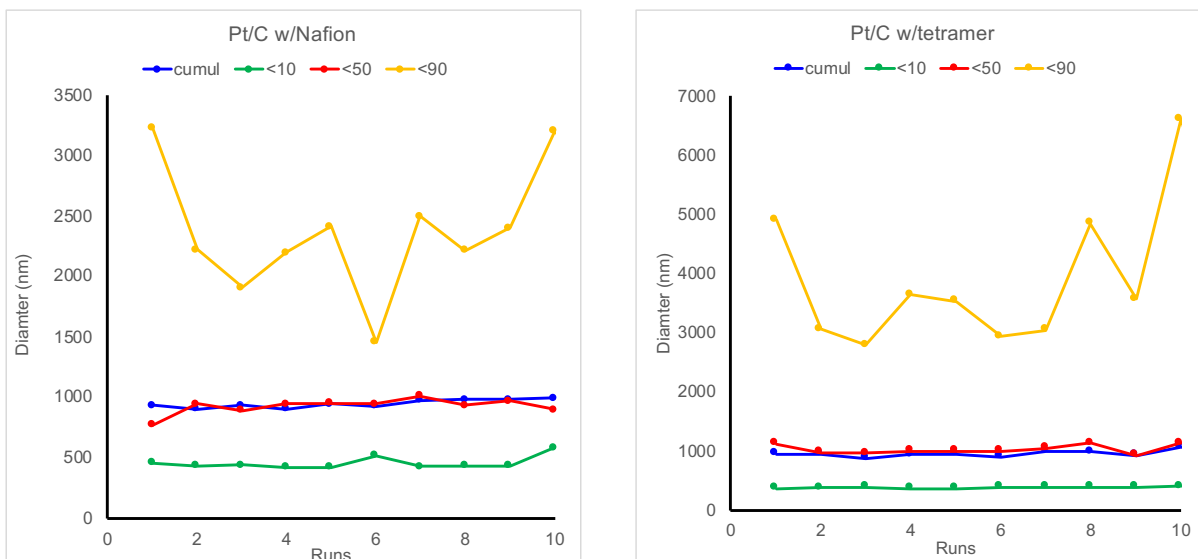 Pt/C w/Nafion
cumul <10 <50 <90
3500
3000
2500
2000
1500
1000
500
0
Diamter (nm)
0 2 4 6 8 10
Runs
Pt/C w/tetramer
cumul <10 <50 <90
7000
6000
5000
4000
3000
2000
1000
0
Diamter (nm)
0 2 4 6 8 10
Runs